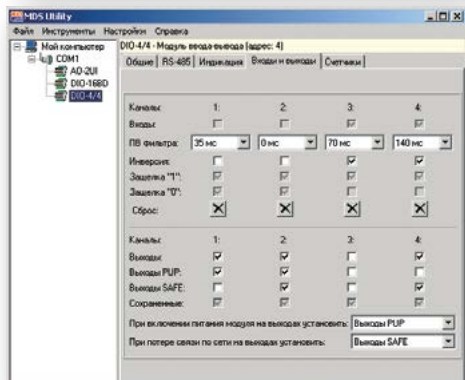 MDS Utility
Файл Инструменты Настройки Справка
Мой компьютер
COM1
AO-2UI
DIO-16BD
DIO-4/4
DIO-4/4 - Модуль ввода-вывода (адрес: 4)
Общие RS-485 Индикация Входы и выходы Счетчики
Каналы: 1: 2: 3: 4:
Входы:
ПВ фильтра: 35 мс 0 мс 70 мс 140 мс
Инверсия:
Защелка "1":
Защелка "0":
Сброс:
Каналы: 1: 2: 3: 4:
Выходы:
Выходы PUP:
Выходы SAFE:
Сохраненные:
При включении питания модуля на выходах установить: Выходы PUP
При потере связи по сети на выходах установить: Выходы SAFE